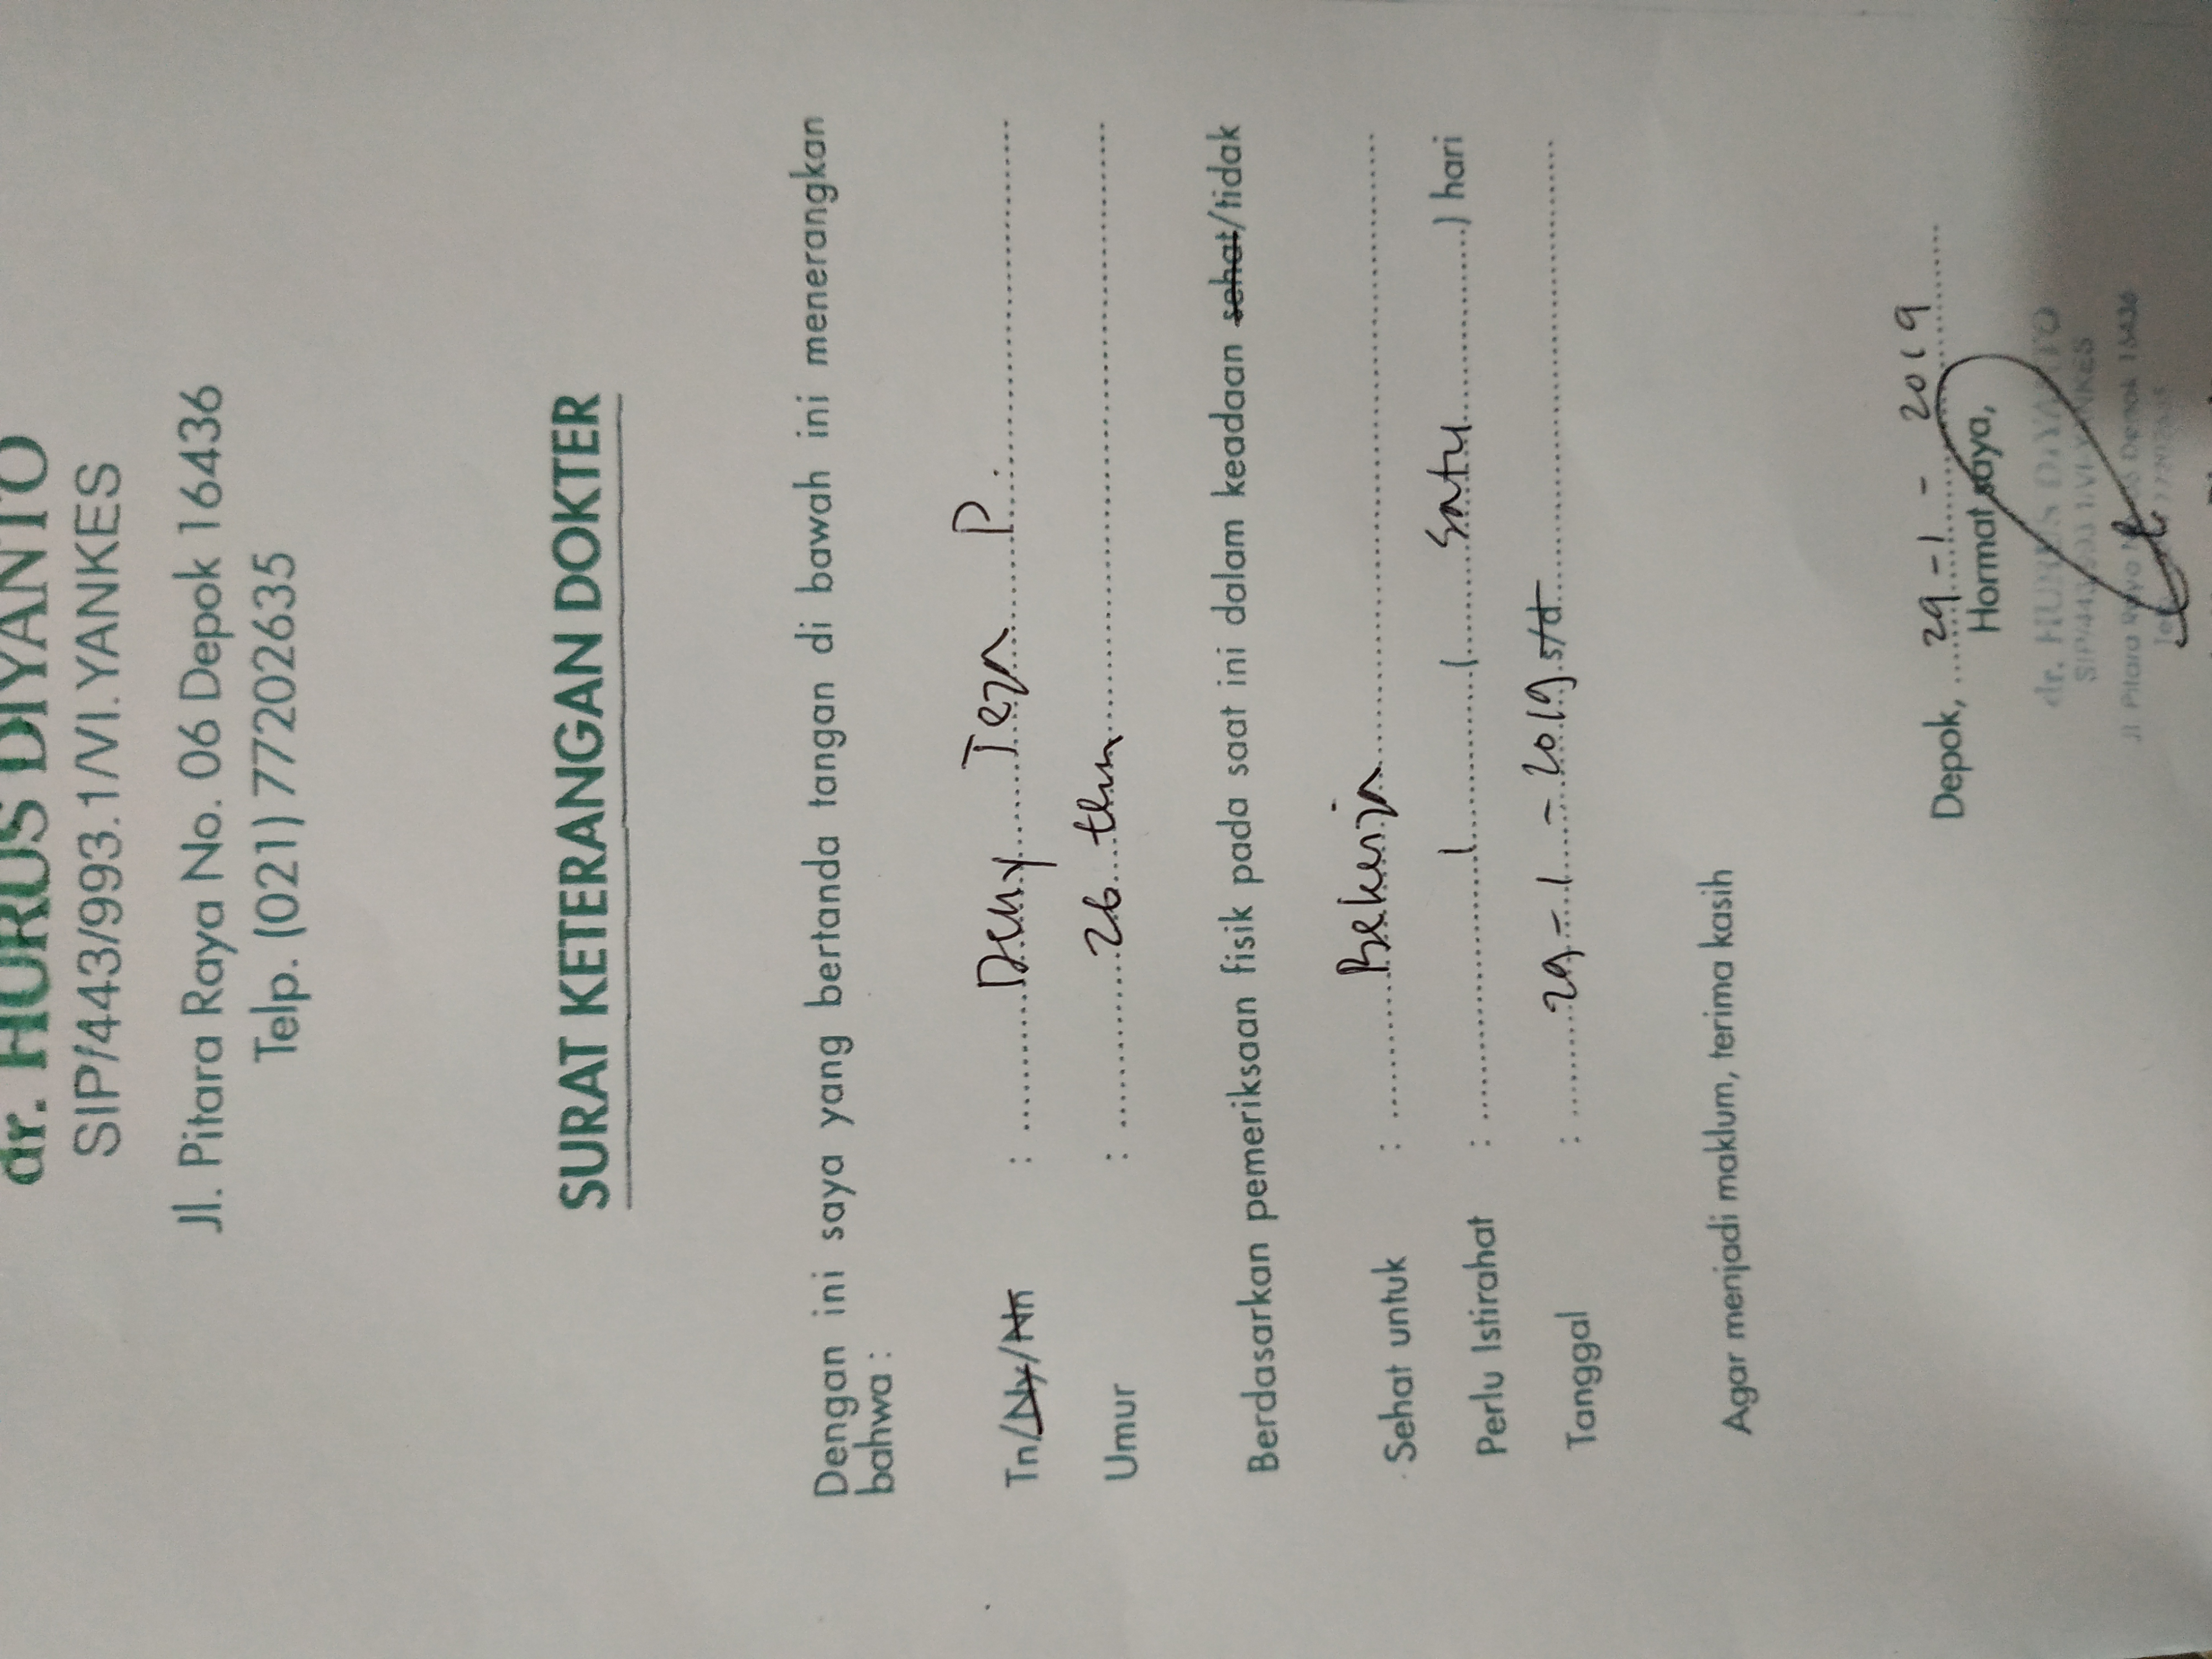 dr. HURUS DIYANTO
SIP/443/993.1/VI.YANKES
Jl. Pitara Raya No. 06 Depok 16436
Telp. (021) 77202635
SURAT KETERANGAN DOKTER
Dengan ini saya yang bertanda tangan di bawah ini menerangkan
bahwa :
Tn/Ny/Nn : Deny Teza P.
Umur : 26 thn
Berdasarkan pemeriksaan fisik pada saat ini dalam keadaan sehat/tidak
Sehat untuk : Bekerja
Perlu Istirahat : 1 ( satu ) hari
Tanggal : 29-1-2019 s/d
Agar menjadi maklum, terima kasih
Depok, 29-1-2019
Hormat saya,
dr. HURUS DIYANTO
SIP/443/993.1/VI.YANKES
Jl. Pitara Raya No. 06 Depok 16436